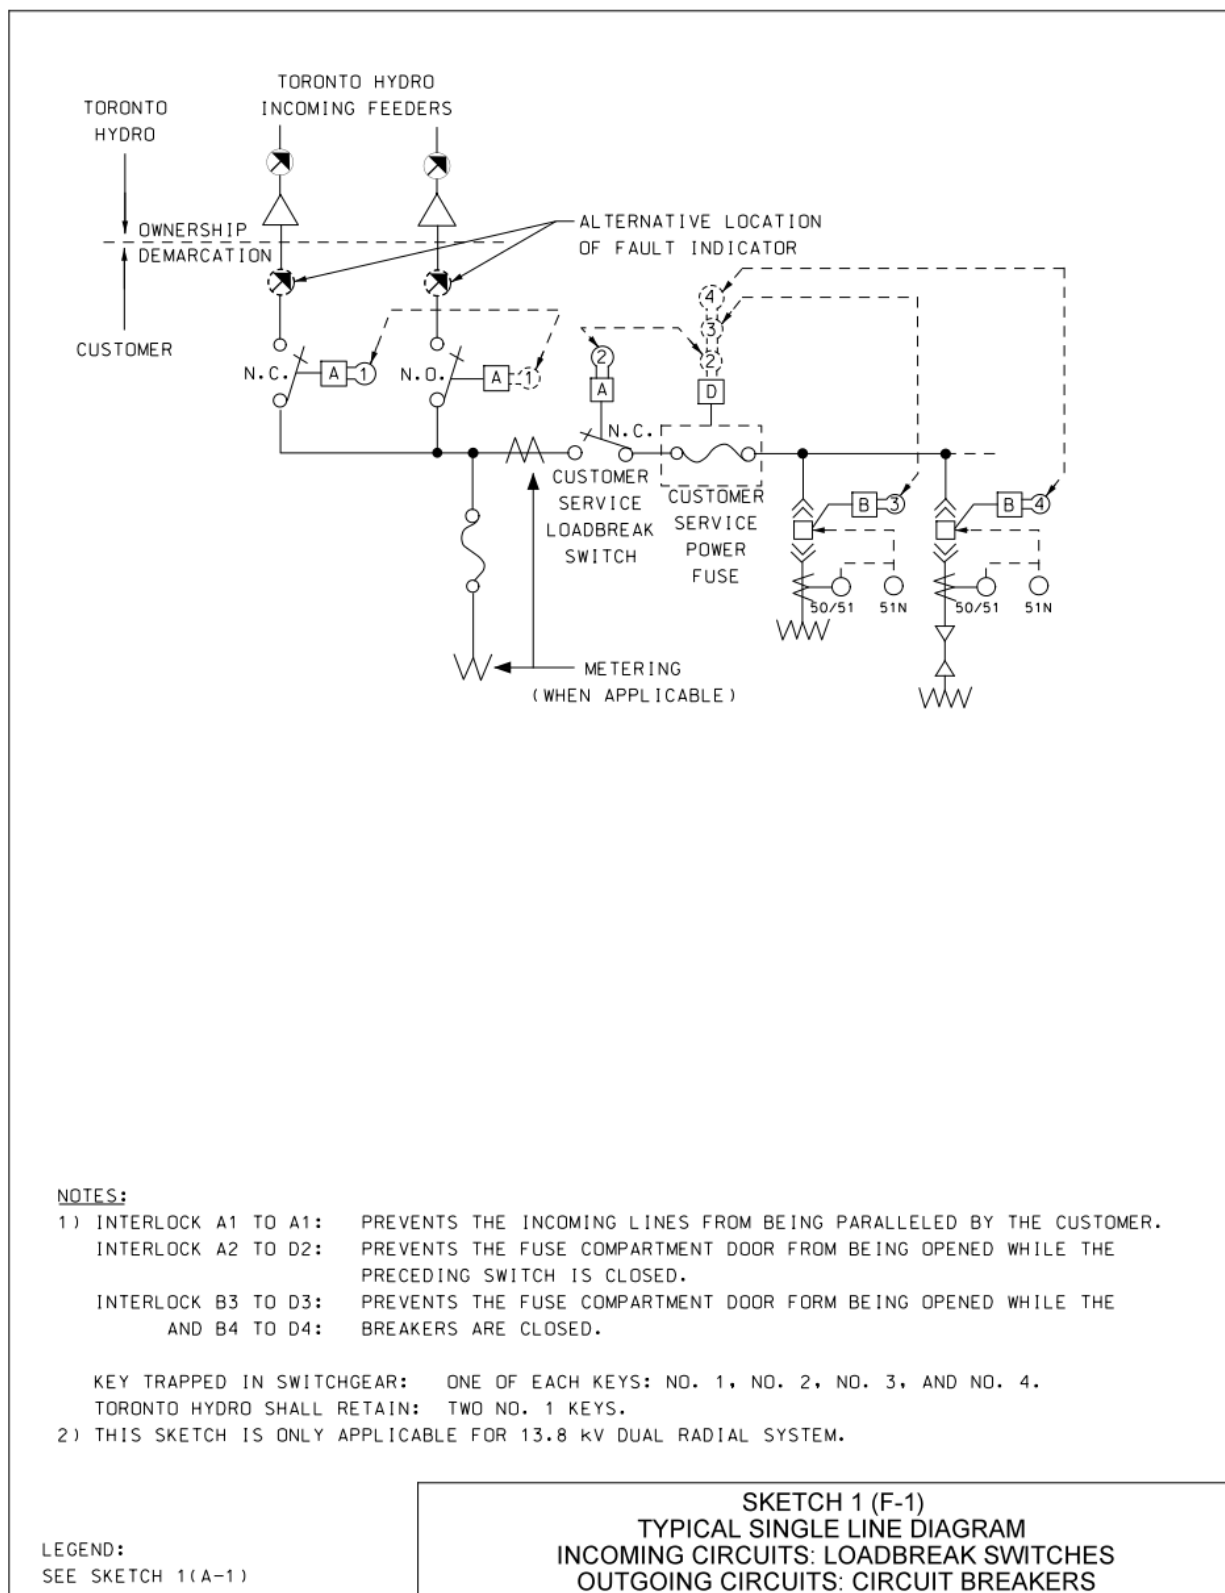 TORONTO HYDRO
INCOMING FEEDERS
TORONTO
HYDRO
OWNERSHIP
DEMARCATION
CUSTOMER
ALTERNATIVE LOCATION
OF FAULT INDICATOR
N.C.
A
1
N.O.
A
1
2
A
N.C.
4
3
2
D
CUSTOMER
SERVICE
LOADBREAK
SWITCH
CUSTOMER
SERVICE
POWER
FUSE
B
3
B
4
50/51
51N
50/51
51N
METERING
(WHEN APPLICABLE)
NOTES:
1) INTERLOCK A1 TO A1: PREVENTS THE INCOMING LINES FROM BEING PARALLELED BY THE CUSTOMER.
INTERLOCK A2 TO D2: PREVENTS THE FUSE COMPARTMENT DOOR FROM BEING OPENED WHILE THE
PRECEDING SWITCH IS CLOSED.
INTERLOCK B3 TO D3: PREVENTS THE FUSE COMPARTMENT DOOR FORM BEING OPENED WHILE THE
AND B4 TO D4: BREAKERS ARE CLOSED.
KEY TRAPPED IN SWITCHGEAR: ONE OF EACH KEYS: NO. 1, NO. 2, NO. 3, AND NO. 4.
TORONTO HYDRO SHALL RETAIN: TWO NO. 1 KEYS.
2) THIS SKETCH IS ONLY APPLICABLE FOR 13.8 kV DUAL RADIAL SYSTEM.
LEGEND:
SEE SKETCH 1(A-1)
SKETCH 1 (F-1)
TYPICAL SINGLE LINE DIAGRAM
INCOMING CIRCUITS: LOADBREAK SWITCHES
OUTGOING CIRCUITS: CIRCUIT BREAKERS